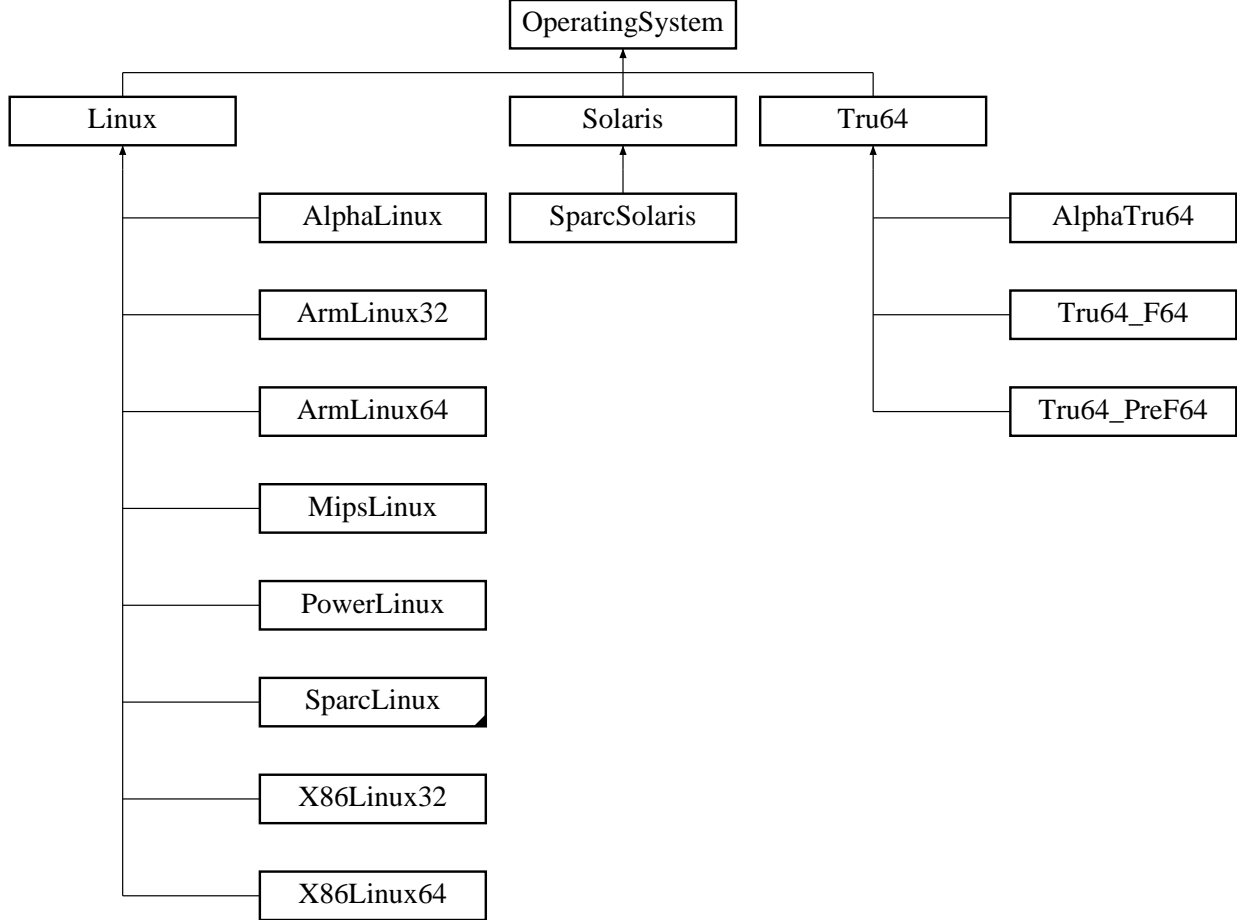 OperatingSystem
Linux
Solaris
Tru64
AlphaLinux
SparcSolaris
AlphaTru64
ArmLinux32
Tru64_F64
ArmLinux64
Tru64_PreF64
MipsLinux
PowerLinux
SparcLinux
X86Linux32
X86Linux64